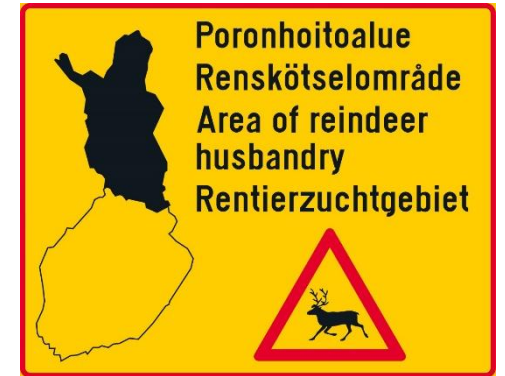 Poronhoitoalue
Renskötselområde
Area of reindeer
husbandry
Rentierzuchtgebiet